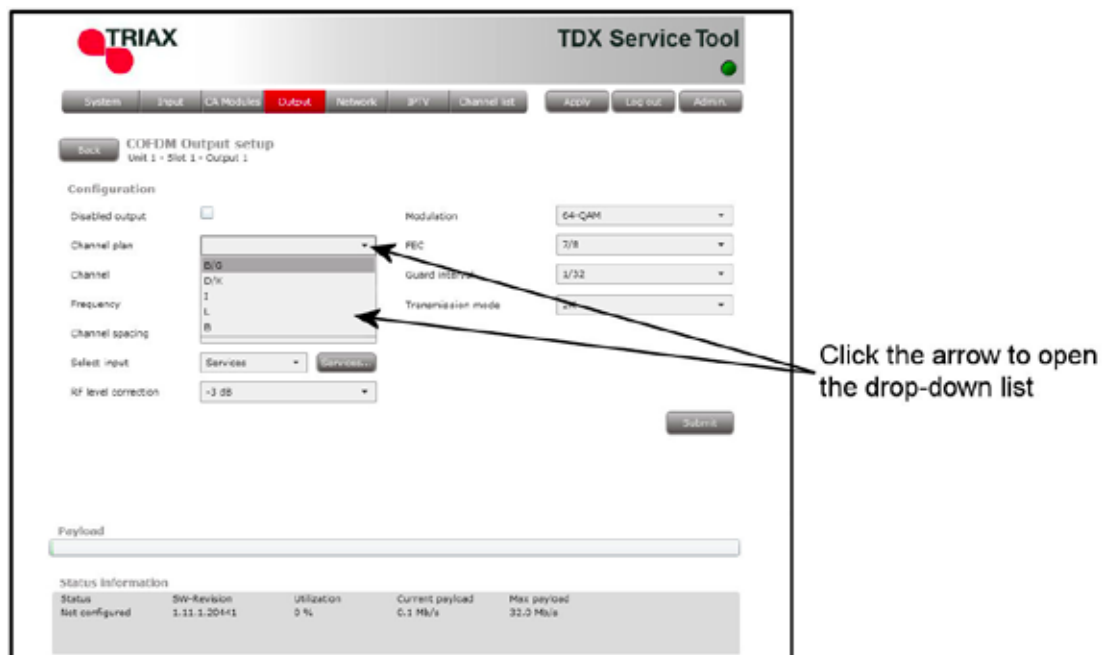 TRIAX
TDX Service Tool
System Input CA Modules Output Network IPTV Channel list Apply Log out Admin.
Back COFDM Output setup
Unit 1 - Slot 1 - Output 1
Configuration
Disabled output Modulation 64-QAM
Channel plan FEC 7/8
B/G
Channel Guard interval 1/32
D/K
I
Frequency Transmission mode
L
B
Channel spacing
Select input Services Services...
RF level correction -3 dB
Submit
Click the arrow to open
the drop-down list
Payload
Status information
Status SW-Revision Utilization Current payload Max payload
Not configured 1.11.1.20441 0 % 0.1 Mb/s 32.0 Mb/s